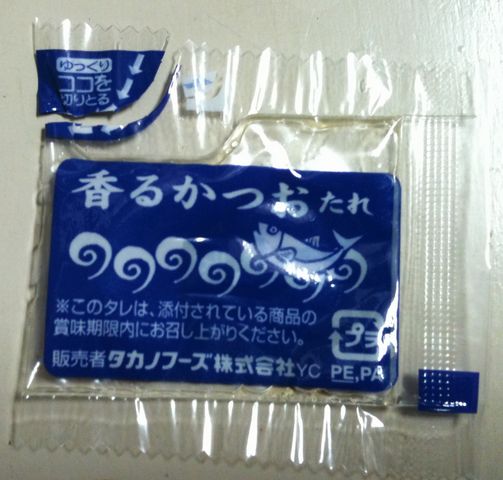 ゆっくり
ココを
切りとる
香るかつおたれ
※このタレは、添付されている商品の
賞味期限内にお召し上がりください。
プラ
販売者タカノフーズ株式会社YC PE,PA